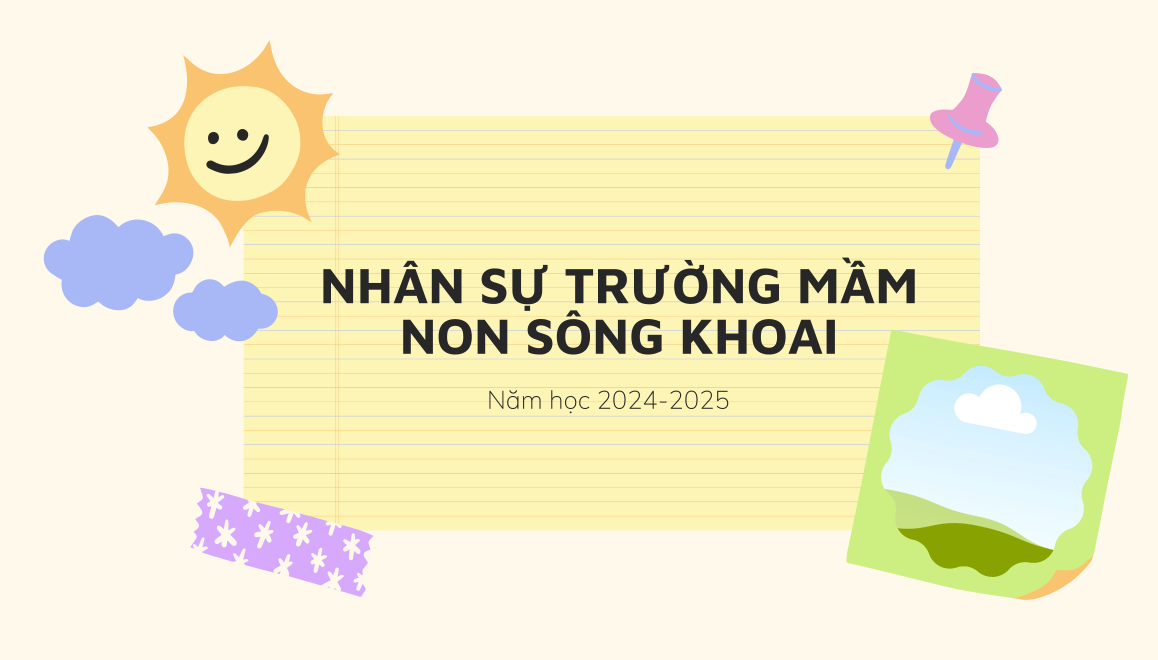 NHÂN SỰ TRƯỜNG MẦM
NON SÔNG KHOAI
Năm học 2024-2025